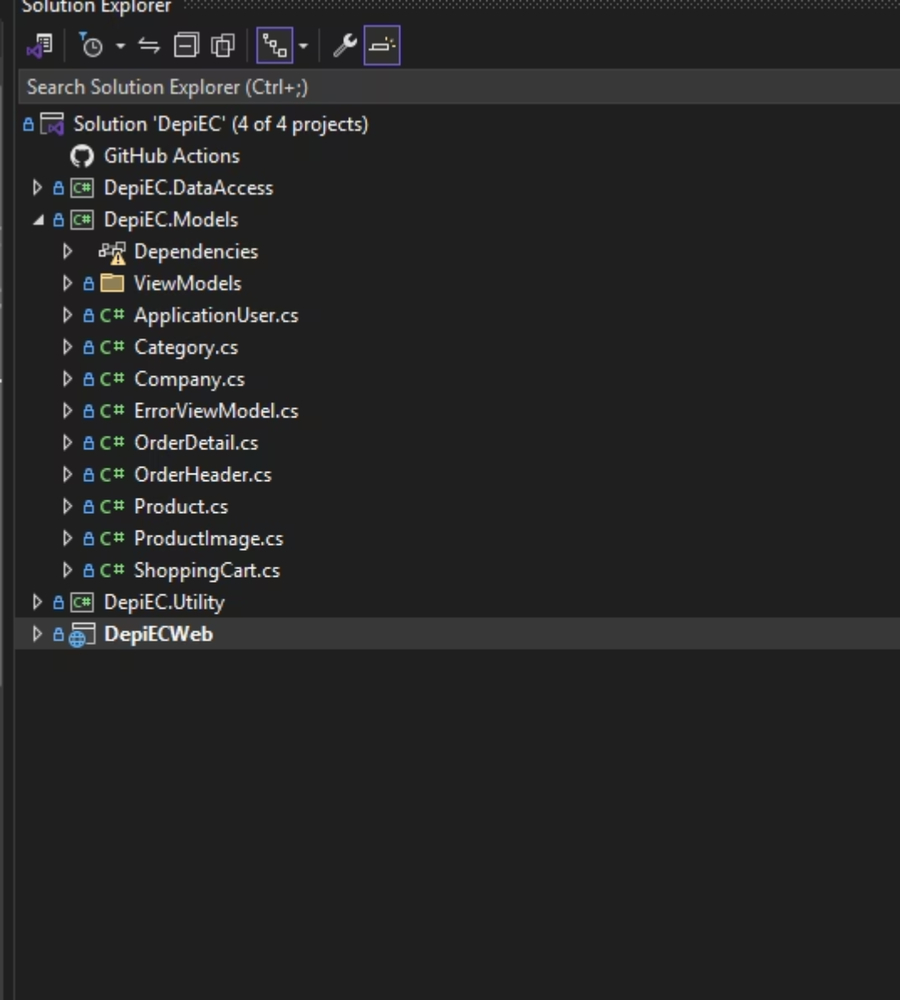 Solution Explorer
Search Solution Explorer (Ctrl+;)
Solution 'DepiEC' (4 of 4 projects)
GitHub Actions
C# DepiEC.DataAccess
C# DepiEC.Models
Dependencies
ViewModels
C# ApplicationUser.cs
C# Category.cs
C# Company.cs
C# ErrorViewModel.cs
C# OrderDetail.cs
C# OrderHeader.cs
C# Product.cs
C# ProductImage.cs
C# ShoppingCart.cs
C# DepiEC.Utility
DepiECWeb